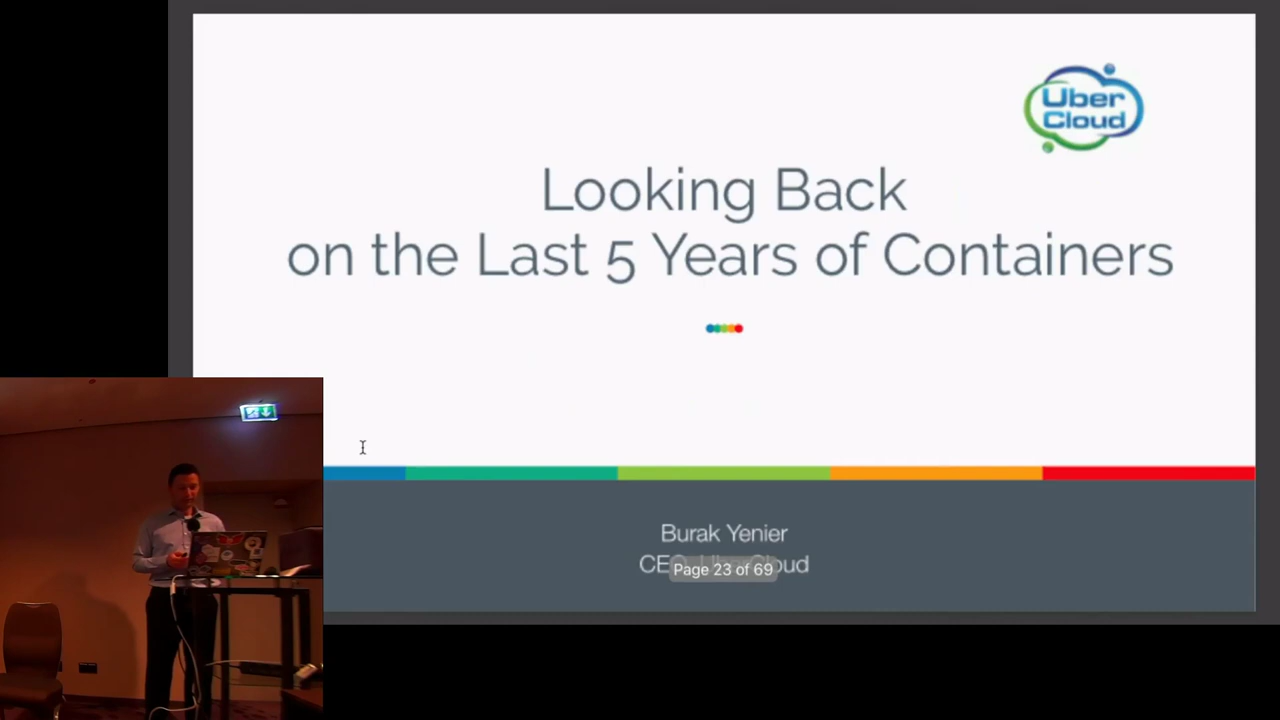 Uber
Cloud
Looking Back
on the Last 5 Years of Containers
Burak Yenier
Page 23 of 69